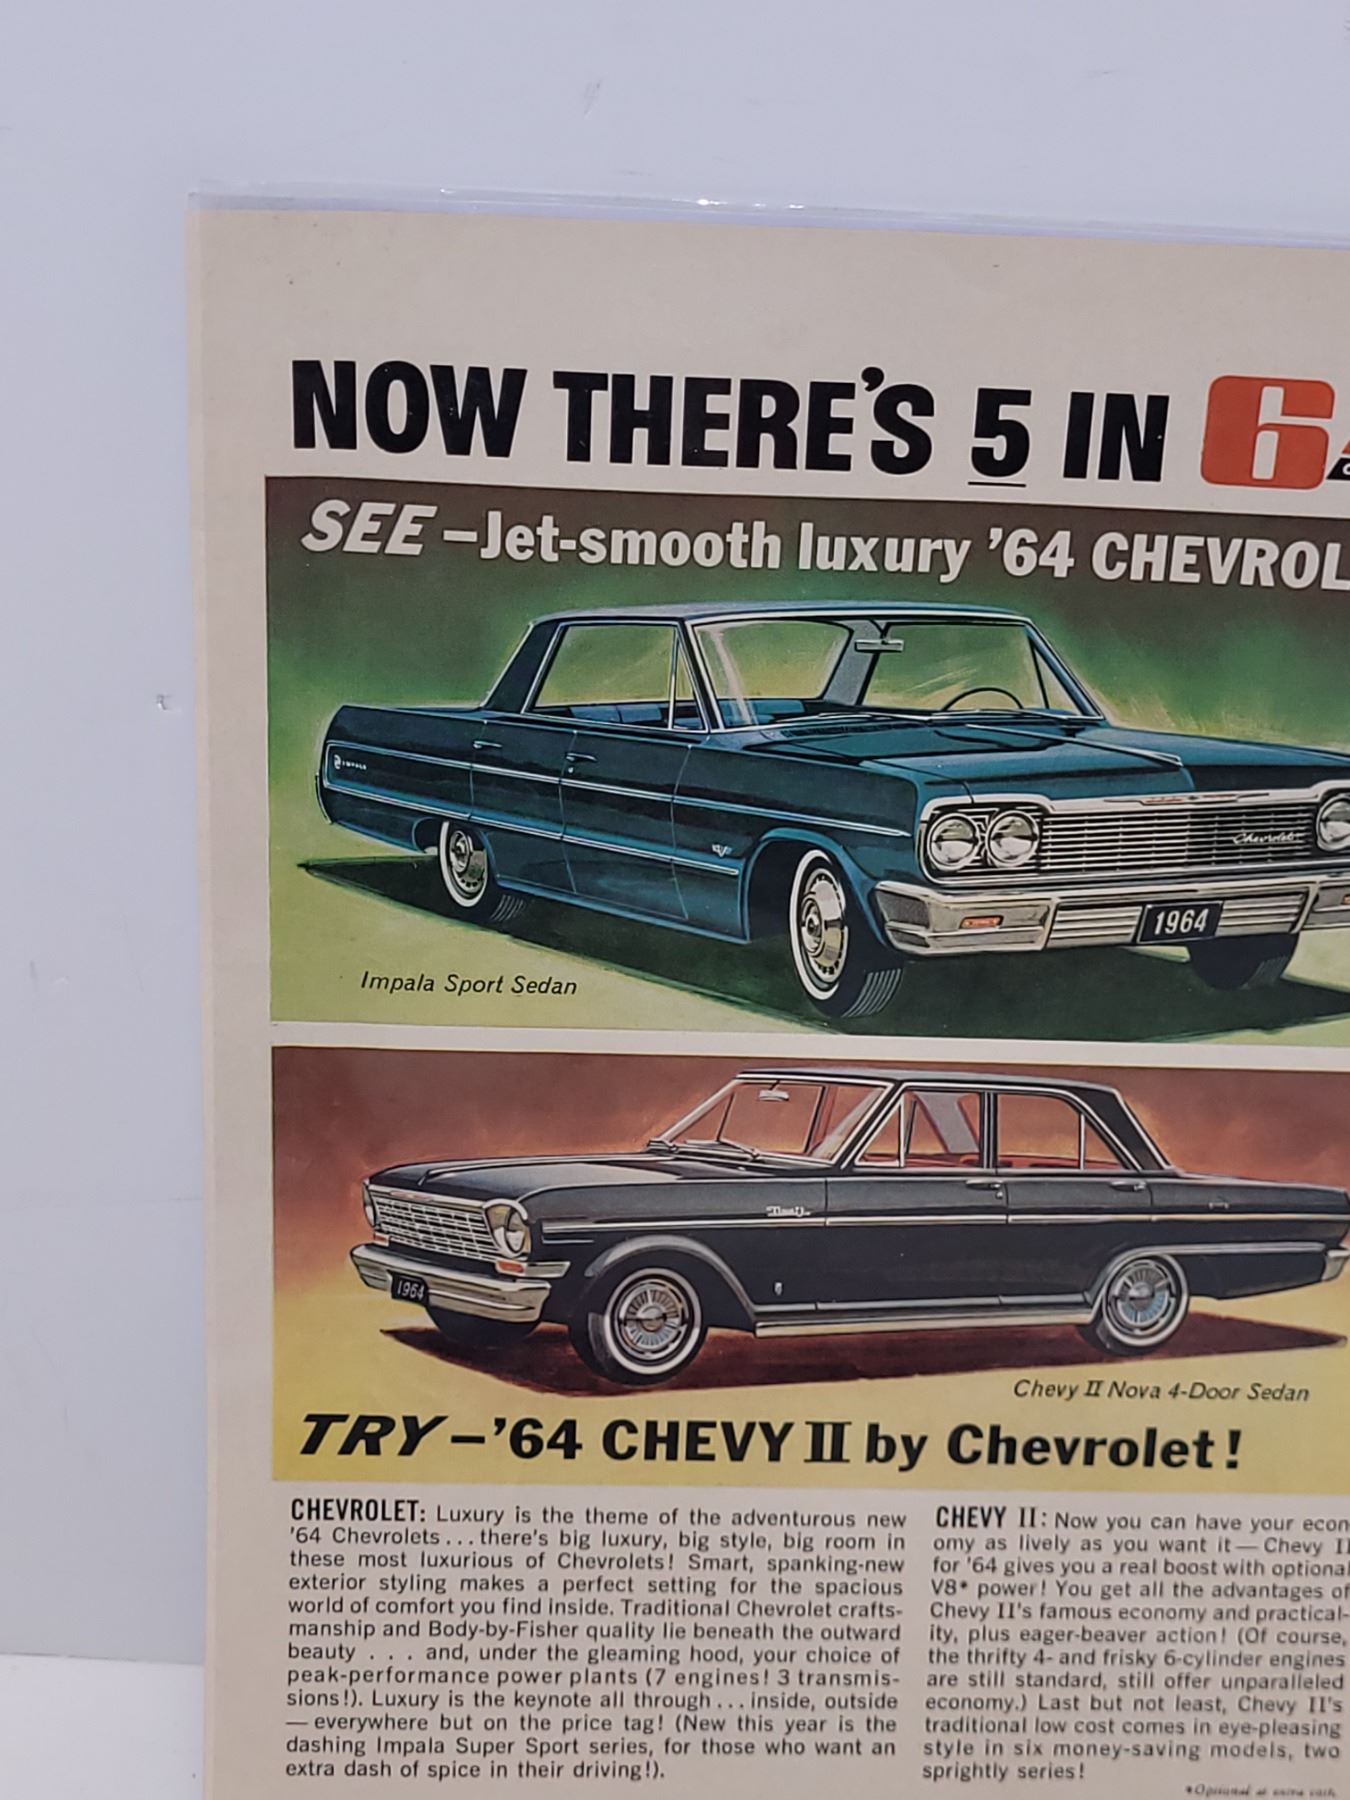 NOW THERE'S 5 IN 6
SEE –Jet-smooth luxury '64 CHEVROL
IMPALA
Chevrolet
1964
Impala Sport Sedan
1964
Chevy II Nova 4-Door Sedan
TRY –'64 CHEVY II by Chevrolet!
CHEVROLET: Luxury is the theme of the adventurous new
'64 Chevrolets . . . there's big luxury, big style, big room in
these most luxurious of Chevrolets! Smart, spanking-new
exterior styling makes a perfect setting for the spacious
world of comfort you find inside. Traditional Chevrolet crafts-
manship and Body-by-Fisher quality lie beneath the outward
beauty . . . and, under the gleaming hood, your choice of
peak-performance power plants (7 engines! 3 transmis-
sions!). Luxury is the keynote all through . . . inside, outside
— everywhere but on the price tag! (New this year is the
dashing Impala Super Sport series, for those who want an
extra dash of spice in their driving!).
CHEVY II: Now you can have your econ
omy as lively as you want it — Chevy II
for '64 gives you a real boost with optional
V8* power! You get all the advantages of
Chevy II's famous economy and practical-
ity, plus eager-beaver action! (Of course,
the thrifty 4- and frisky 6-cylinder engines
are still standard, still offer unparalleled
economy.) Last but not least, Chevy II's
traditional low cost comes in eye-pleasing
style in six money-saving models, two
sprightly series!
*Optional at extra cost.